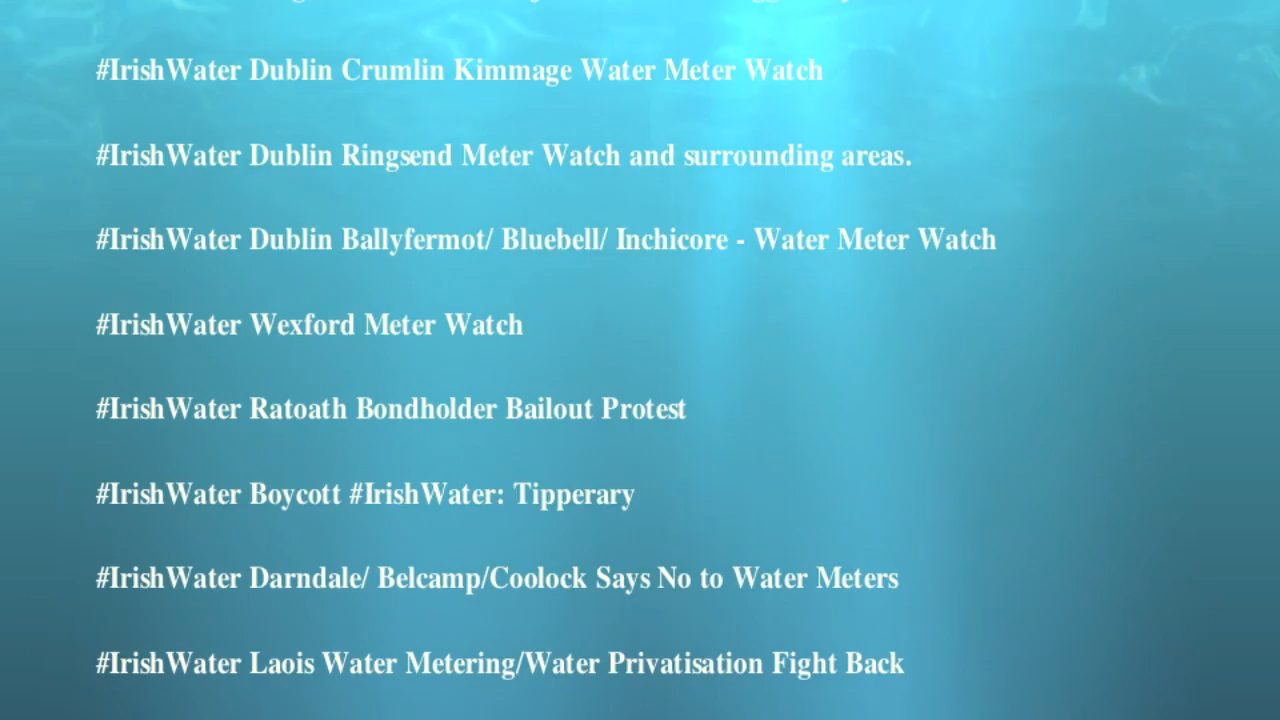 #IrishWater Dublin Crumlin Kimmage Water Meter Watch
#IrishWater Dublin Ringsend Meter Watch and surrounding areas.
#IrishWater Dublin Ballyfermot/ Bluebell/ Inchicore - Water Meter Watch
#IrishWater Wexford Meter Watch
#IrishWater Ratoath Bondholder Bailout Protest
#IrishWater Boycott #IrishWater: Tipperary
#IrishWater Darndale/ Belcamp/Coolock Says No to Water Meters
#IrishWater Laois Water Metering/Water Privatisation Fight Back